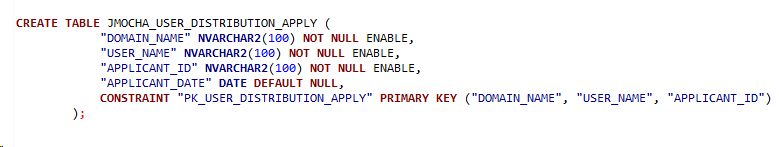 CREATE TABLE JMOCHA_USER_DISTRIBUTION_APPLY (
"DOMAIN_NAME" NVARCHAR2(100) NOT NULL ENABLE,
"USER_NAME" NVARCHAR2(100) NOT NULL ENABLE,
"APPLICANT_ID" NVARCHAR2(100) NOT NULL ENABLE,
"APPLICANT_DATE" DATE DEFAULT NULL,
CONSTRAINT "PK_USER_DISTRIBUTION_APPLY" PRIMARY KEY ("DOMAIN_NAME", "USER_NAME", "APPLICANT_ID")
);